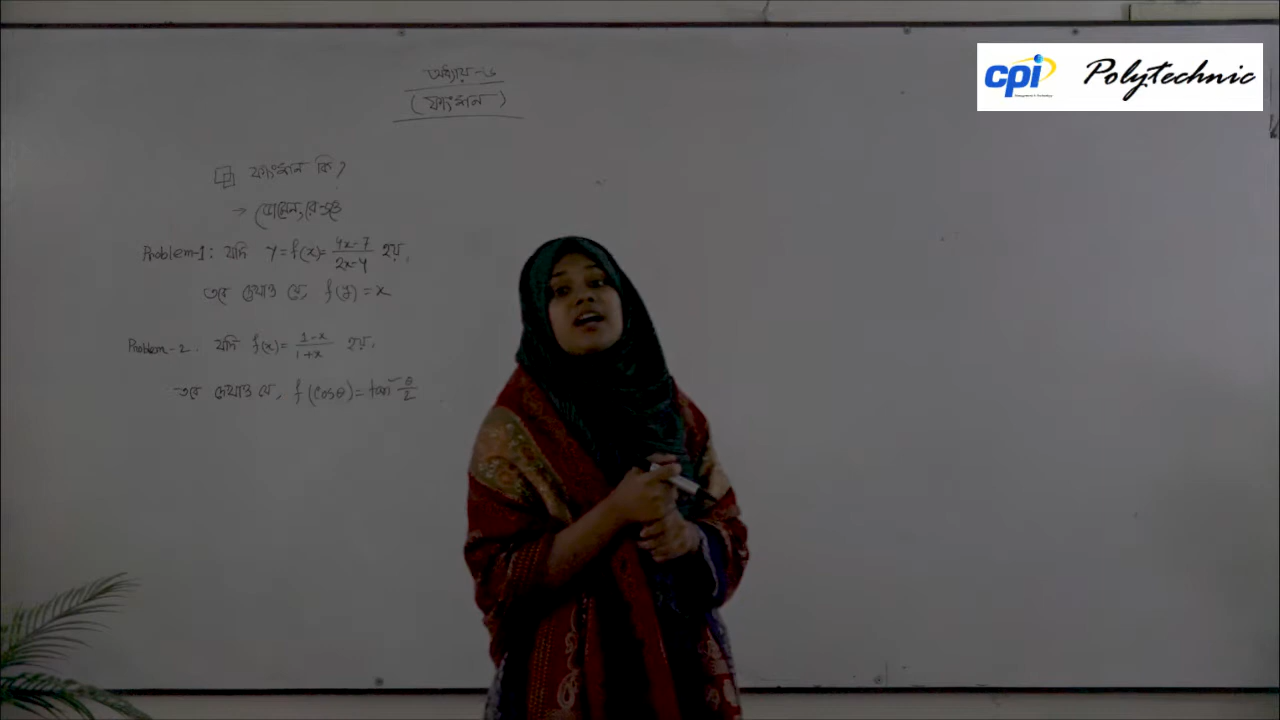 অধ্যায়-৬
(ফাংশন)
ফাংশন কি?
→ ডোমেন, রেঞ্জ
Problem-1: যদি y=f(x)= 4x-7/2x-4 হয়,
তবে দেখাও যে, f(y) = x
Problem-2. যদি f(x)= 1-x/1+x হয়,
তবে দেখাও যে, f(cosθ)= tan² θ/2
cpi Polytechnic